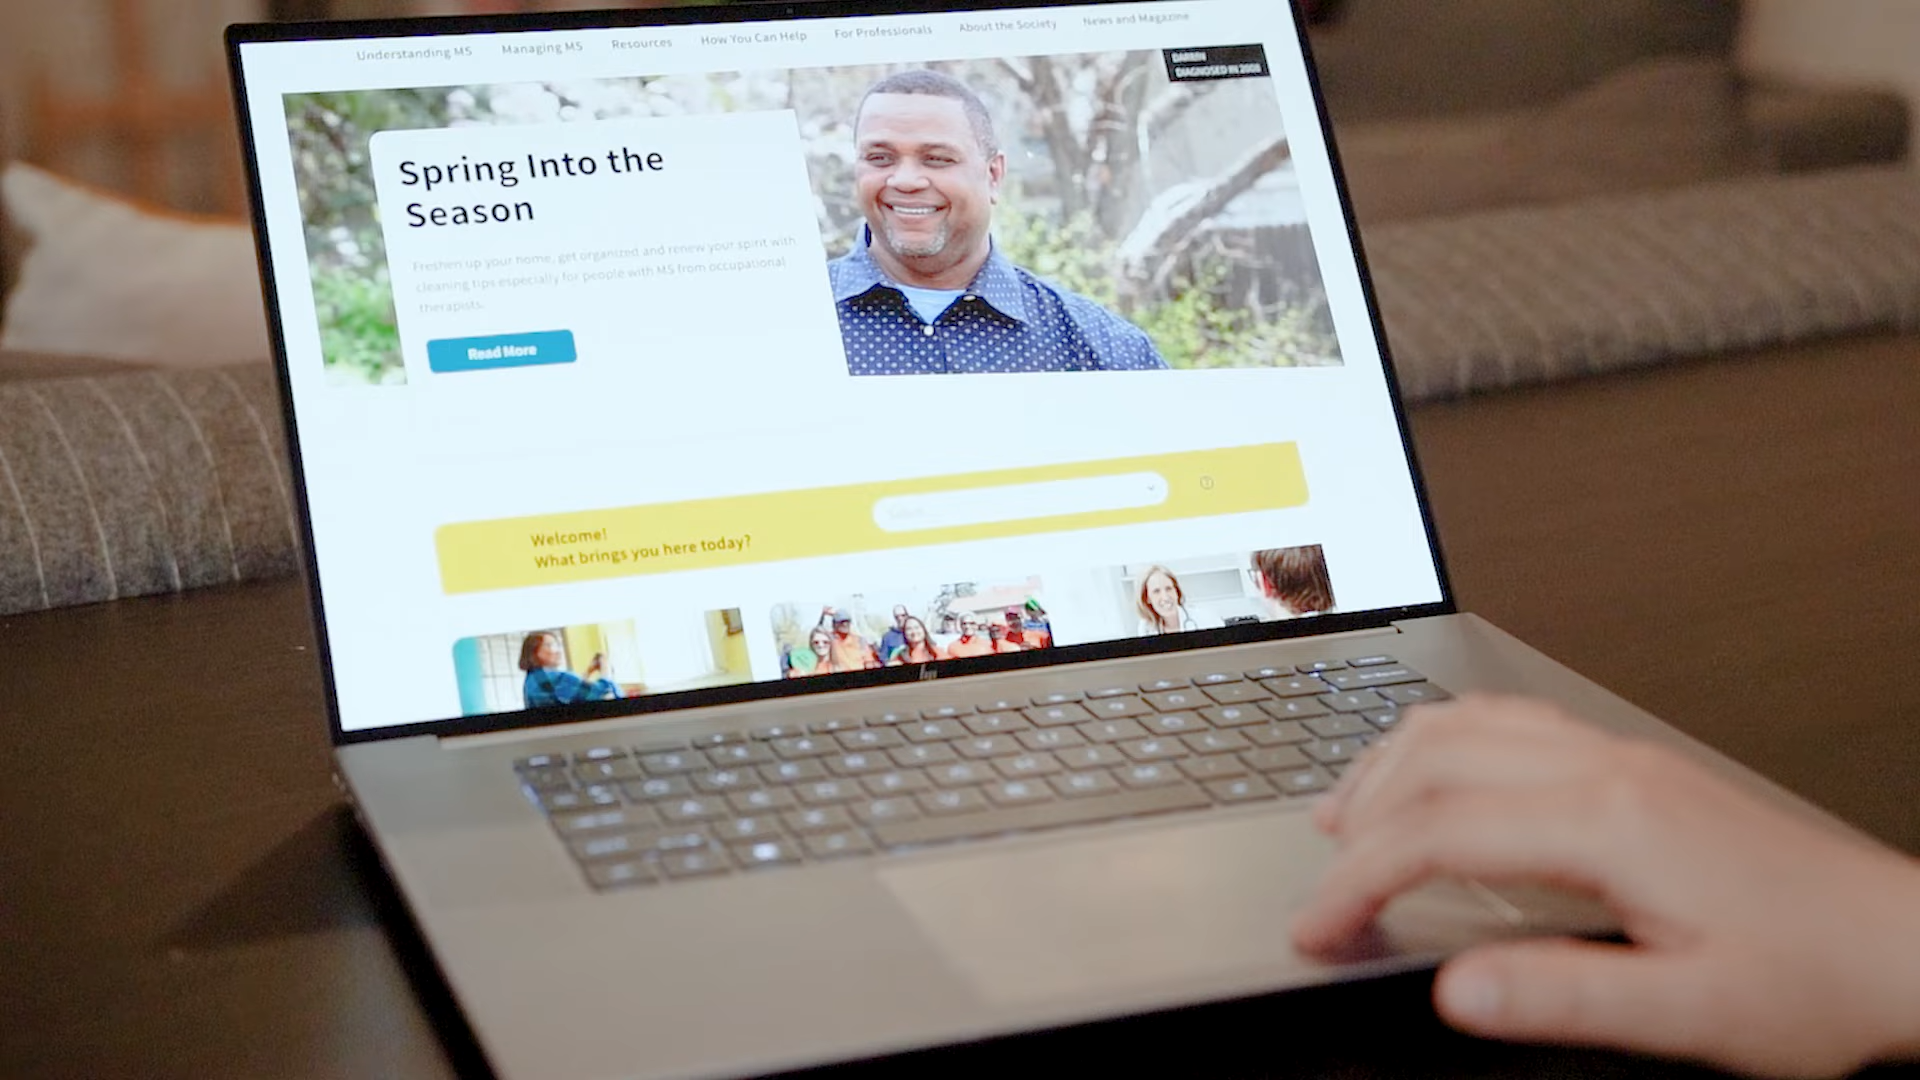 Understanding MS
Managing MS
Resources
How You Can Help
For Professionals
About the Society
News and Magazine
DARREN
DIAGNOSED IN
Spring Into the
Season
Freshen up your home, get organized and renew your spirit with
cleaning tips especially for people with MS from occupational
therapists.
Read More
Welcome!
What brings you here today?
hp